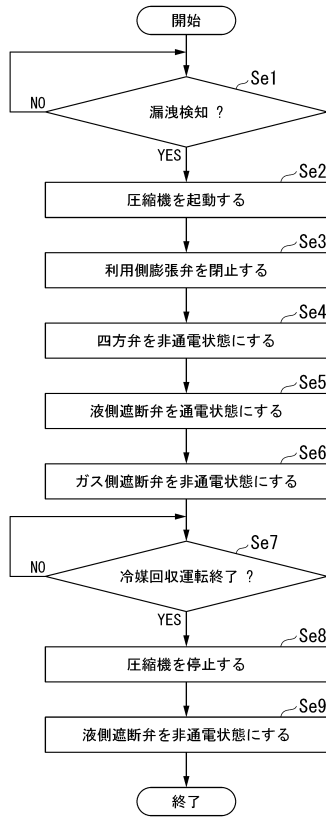 開始
Se1
漏洩検知 ?
NO
YES
Se2
圧縮機を起動する
Se3
利用側膨張弁を閉止する
Se4
四方弁を非通電状態にする
Se5
液側遮断弁を通電状態にする
Se6
ガス側遮断弁を非通電状態にする
Se7
冷媒回収運転終了 ?
NO
YES
Se8
圧縮機を停止する
Se9
液側遮断弁を非通電状態にする
終了